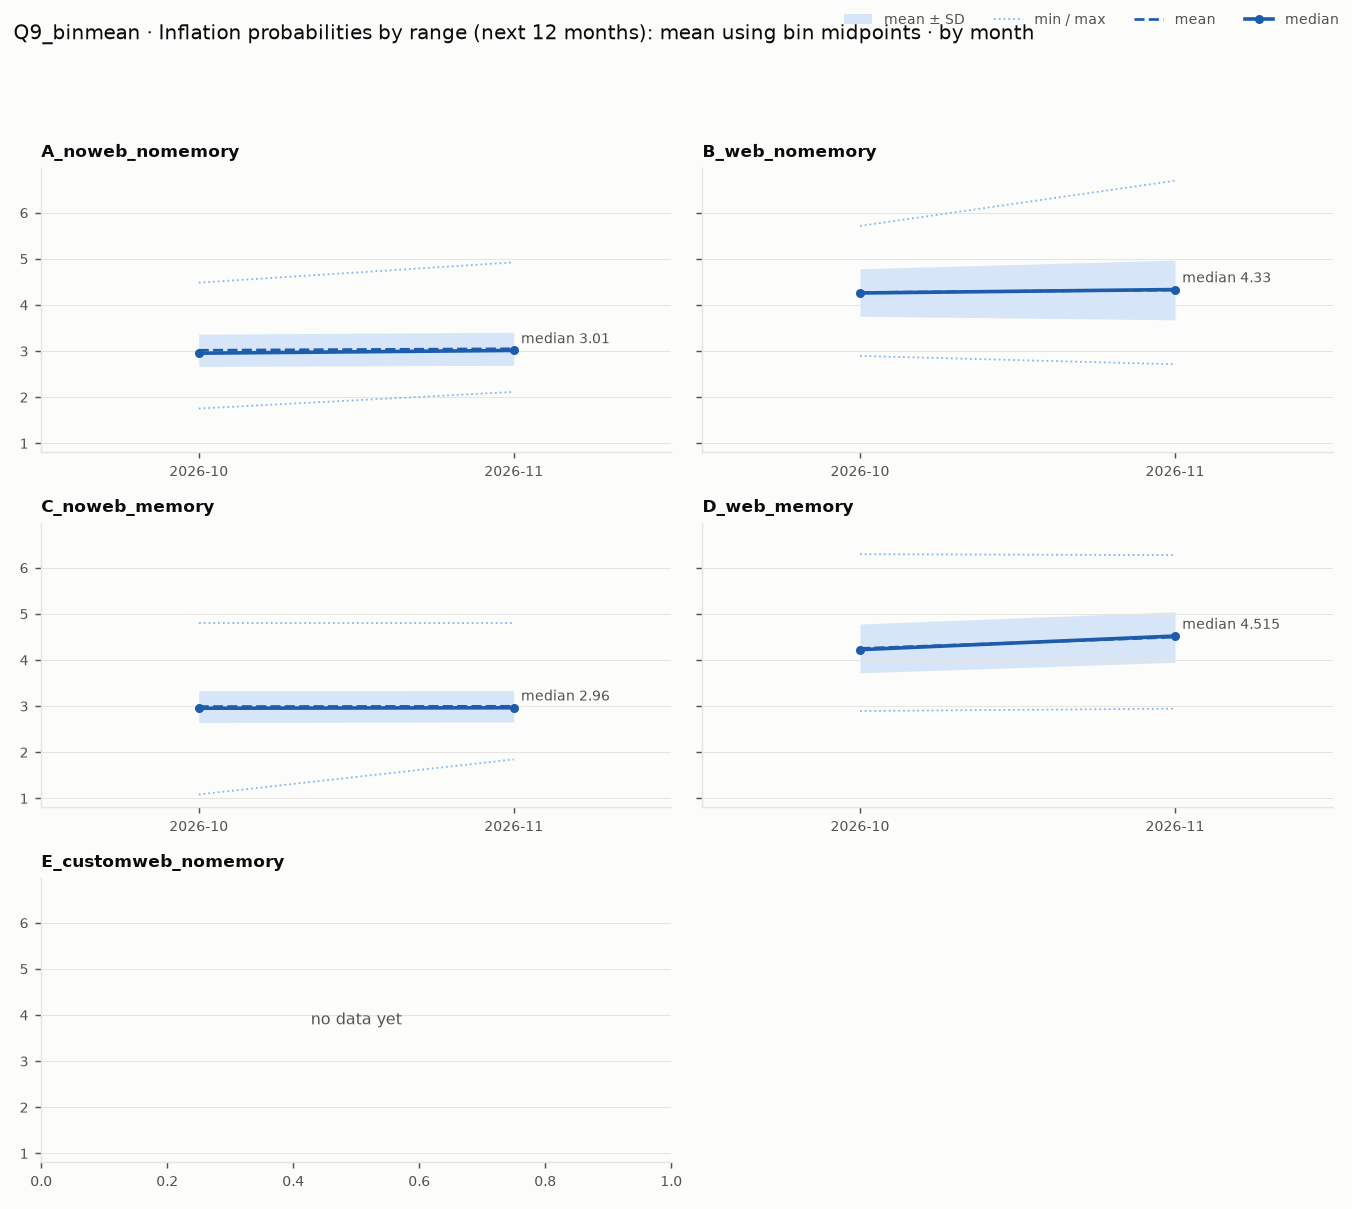 mean ± SD min / max mean median
Q9_binmean · Inflation probabilities by range (next 12 months): mean using bin midpoints · by month
A_noweb_nomemory
6
5
4
3
2
1
median 3.01
2026-10 2026-11
B_web_nomemory
median 4.33
2026-10 2026-11
C_noweb_memory
6
5
4
3
2
1
median 2.96
2026-10 2026-11
D_web_memory
median 4.515
2026-10 2026-11
E_customweb_nomemory
6
5
4
3
2
1
no data yet
0.0 0.2 0.4 0.6 0.8 1.0